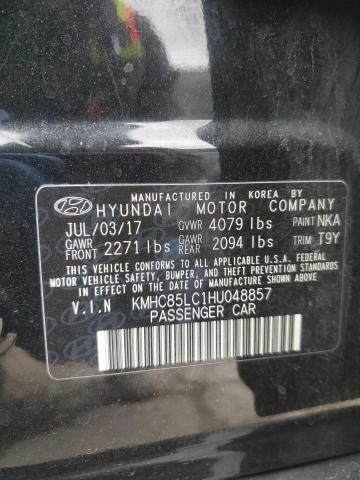 MANUFACTURED IN KOREA BY
HYUNDAI MOTOR COMPANY
JUL/03/17 GVWR 4079 lbs PAINT NKA
GAWR FRONT 2271 lbs GAWR REAR 2094 lbs TRIM T9Y
THIS VEHICLE CONFORMS TO ALL APPLICABLE U.S.A. FEDERAL
MOTOR VEHICLE SAFETY, BUMPER, AND THEFT PREVENTION
STANDARDS IN EFFECT ON THE DATE OF MANUFACTURE SHOWN ABOVE.
V.I.N KMHC85LC1HU048857
PASSENGER CAR